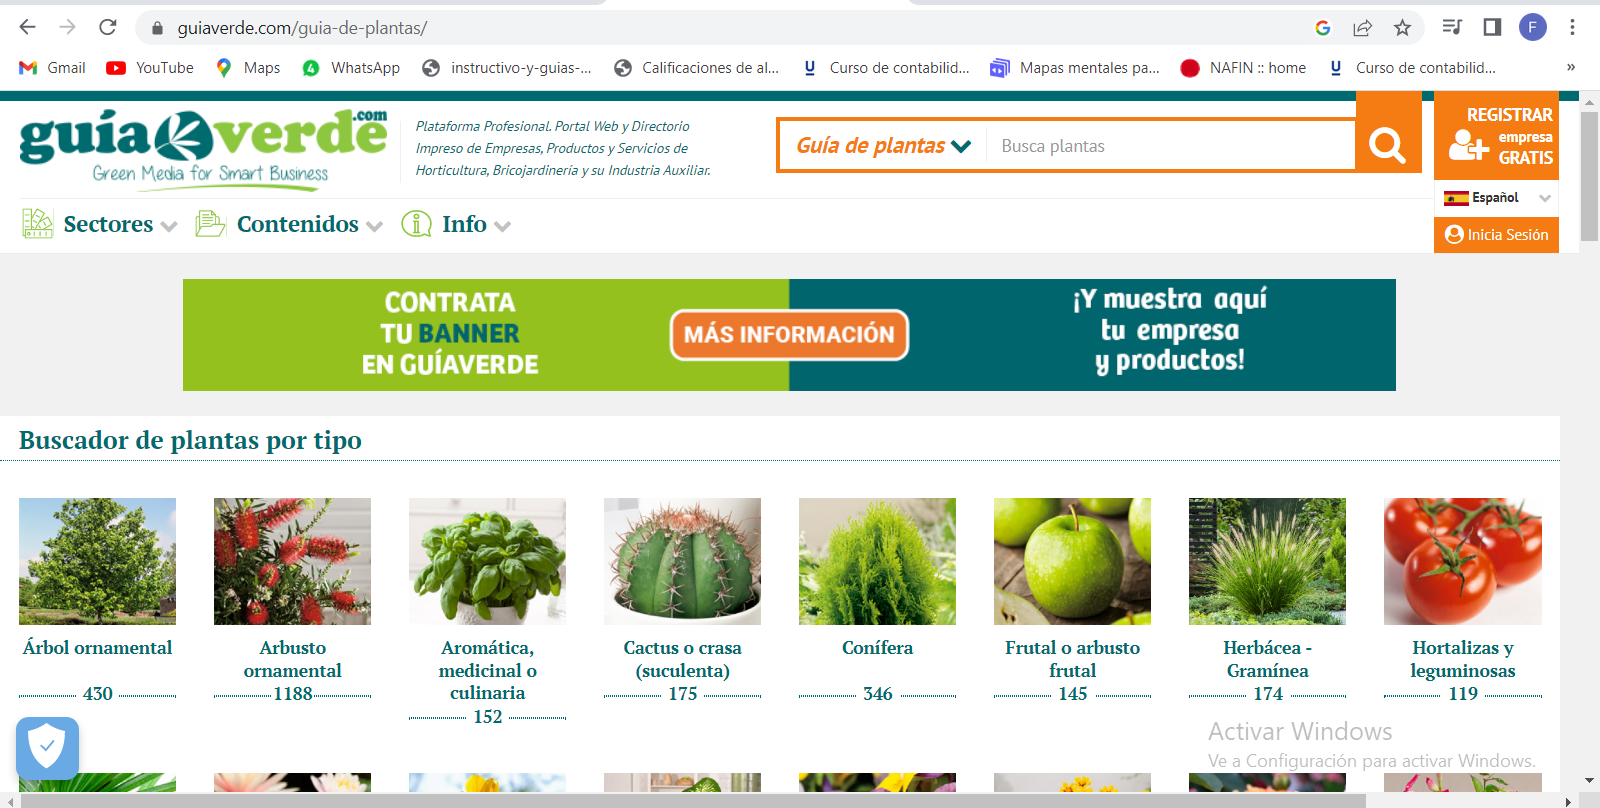 guiaverde.com/guia-de-plantas/
F
Gmail
YouTube
Maps
4
WhatsApp
instructivo-y-guias-...
Calificaciones de al...
Curso de contabilid...
Mapas mentales pa...
NAFIN :: home
Curso de contabilid...
»
guíaverde.com
Green Media for Smart Business
Plataforma Profesional. Portal Web y Directorio
Impreso de Empresas, Productos y Servicios de
Horticultura, Bricojardinería y su Industria Auxiliar.
Guía de plantas
Busca plantas
REGISTRAR
empresa
GRATIS
Español
Inicia Sesión
Sectores
Contenidos
Info
CONTRATA
TU BANNER
EN GUÍAVERDE
MÁS INFORMACIÓN
¡Y muestra aquí
tu empresa
y productos!
Buscador de plantas por tipo
Árbol ornamental
430
Arbusto
ornamental
1188
Aromática,
medicinal o
culinaria
152
Cactus o crasa
(suculenta)
175
Conífera
346
Frutal o arbusto
frutal
145
Herbácea -
Gramínea
174
Hortalizas y
leguminosas
119
Activar Windows
Ve a Configuración para activar Windows.